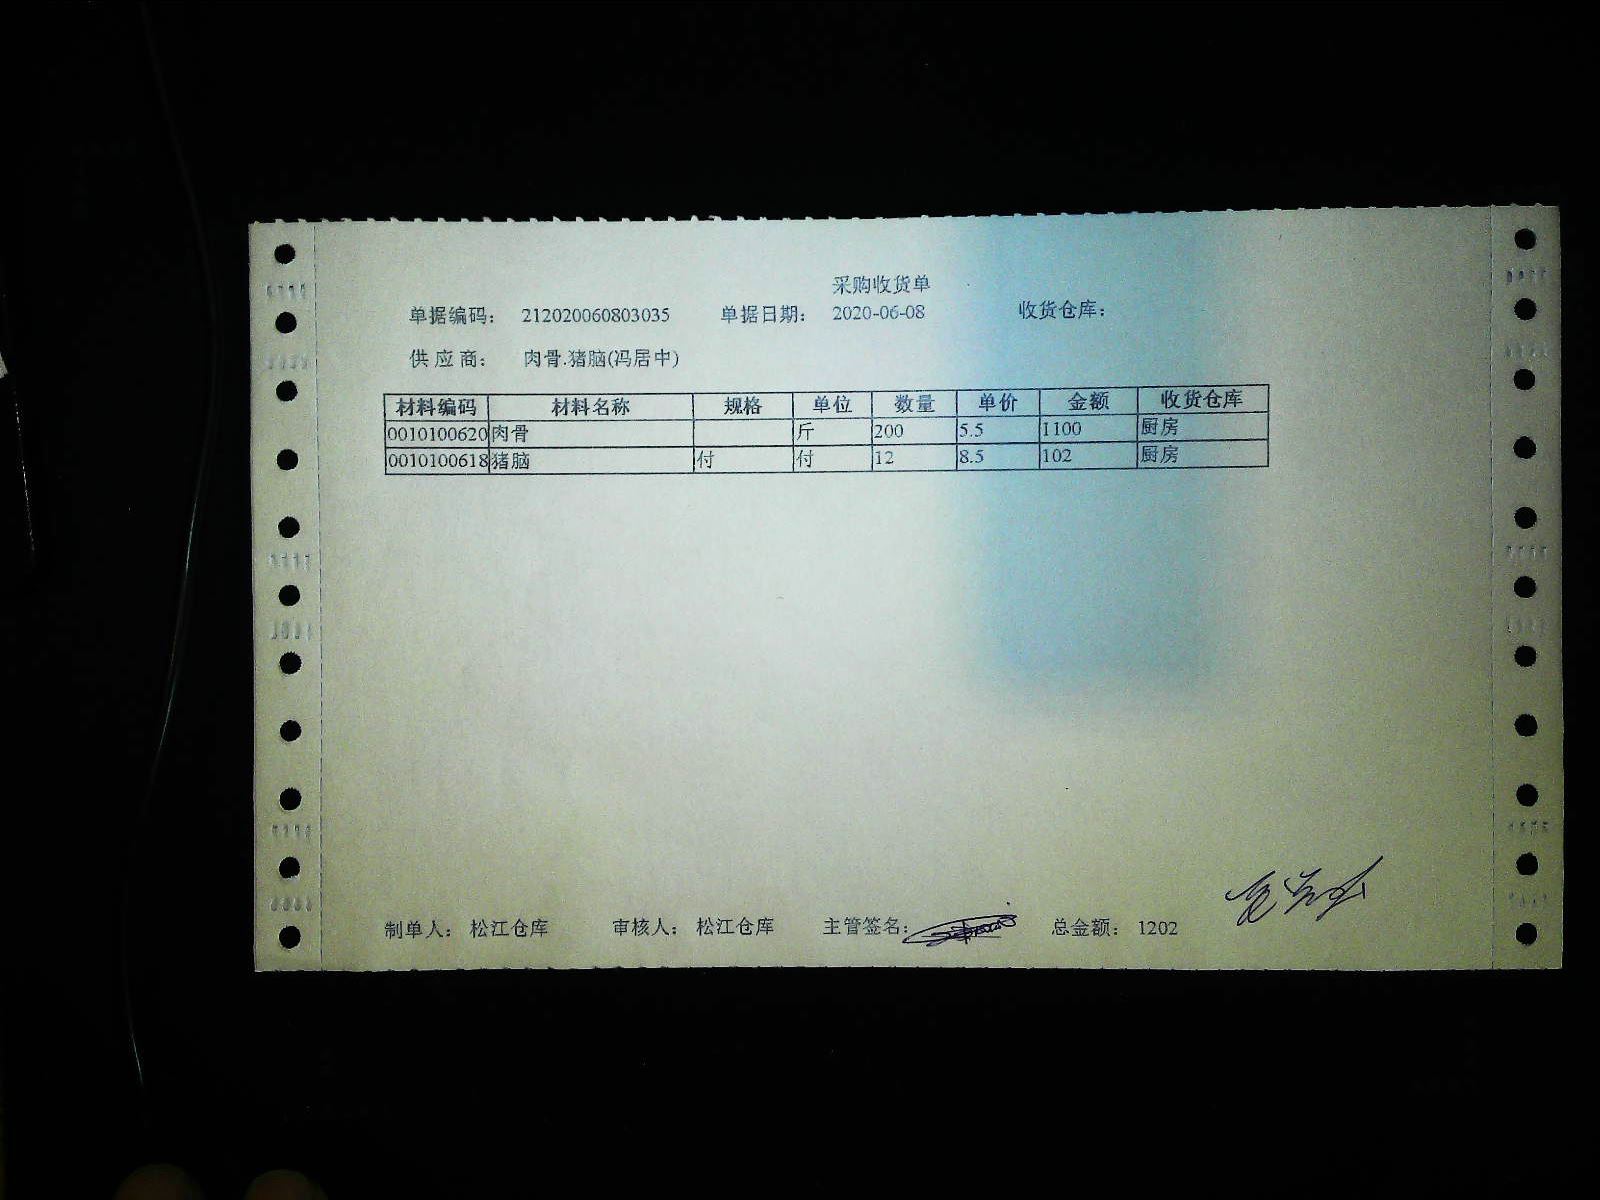 采购收货单
单据编码： 212020060803035 单据日期： 2020-06-08 收货仓库：
供应商： 肉骨.猪脑(冯居中)
材料编码 材料名称 规格 单位 数量 单价 金额 收货仓库
0010100620 肉骨 斤 200 5.5 1100 厨房
0010100618 猪脑 付 付 12 8.5 102 厨房
制单人： 松江仓库 审核人： 松江仓库 主管签名： 总金额： 1202